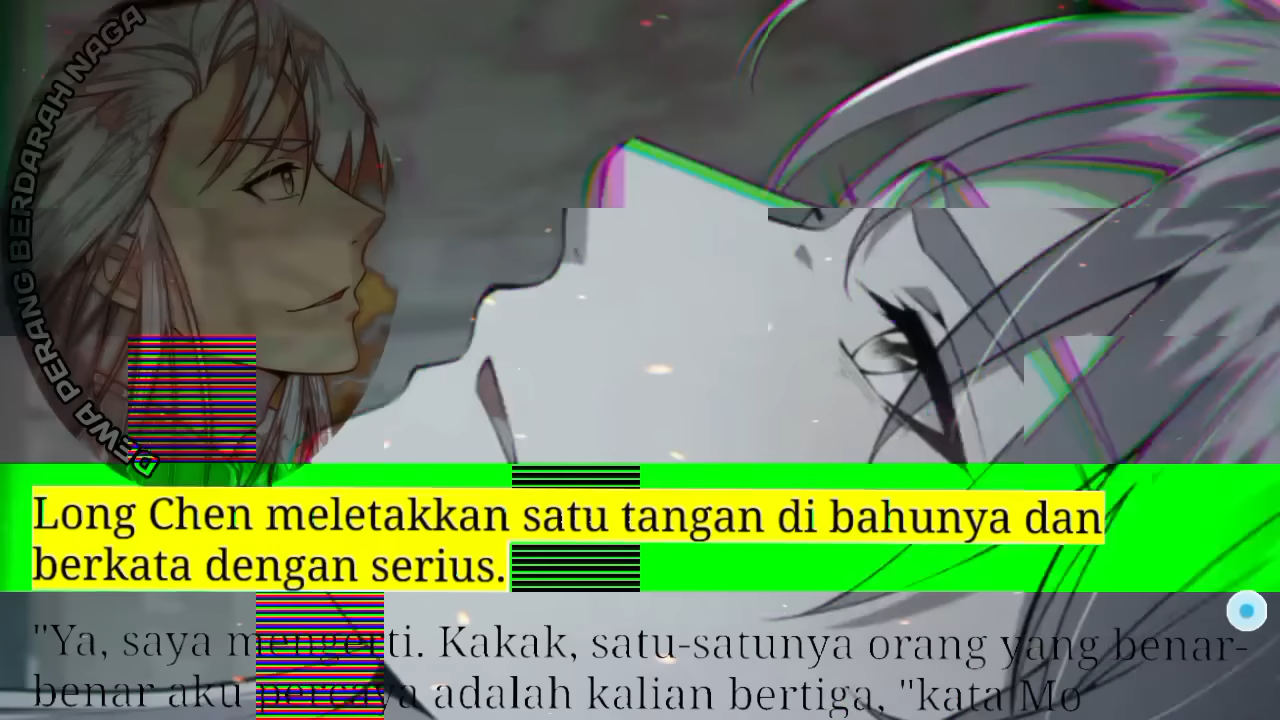 DEWA PERANG BERDARAH NAGA
Long Chen meletakkan satu tangan di bahunya dan
berkata dengan serius.
"Ya, saya mengerti. Kakak, satu-satunya orang yang benar-
benar aku percaya adalah kalian bertiga, "kata Mo